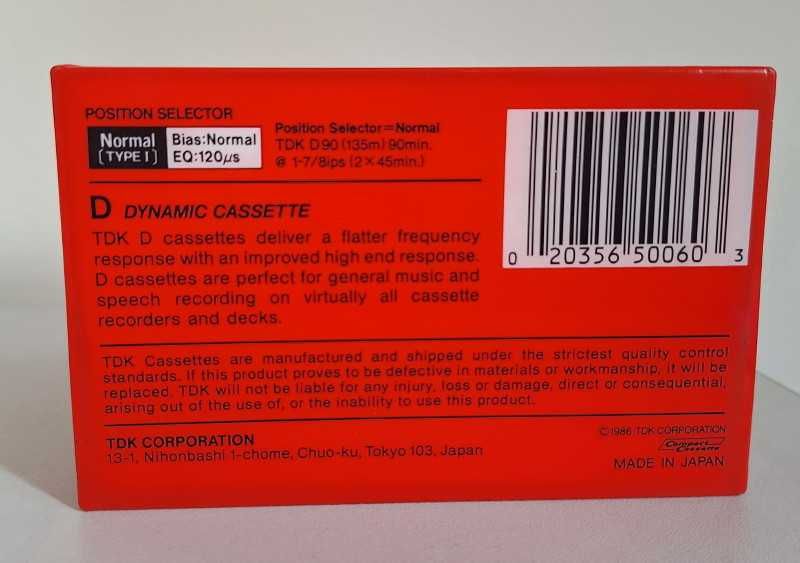 POSITION SELECTOR
Normal
[TYPE I]
Bias:Normal
EQ:120µs
Position Selector=Normal
TDK D90 (135m) 90min.
@ 1-7/8ips (2×45min.)
D DYNAMIC CASSETTE
TDK D cassettes deliver a flatter frequency
response with an improved high end response.
D cassettes are perfect for general music and
speech recording on virtually all cassette
recorders and decks.
0 20356 50060 3
TDK Cassettes are manufactured and shipped under the strictest quality control
standards. If this product proves to be defective in materials or workmanship, it will be
replaced. TDK will not be liable for any injury, loss or damage, direct or consequential,
arising out of the use of, or the inability to use this product.
TDK CORPORATION
13-1, Nihonbashi 1-chome, Chuo-ku, Tokyo 103, Japan
©1986 TDK CORPORATION
Compact
Cassette
MADE IN JAPAN